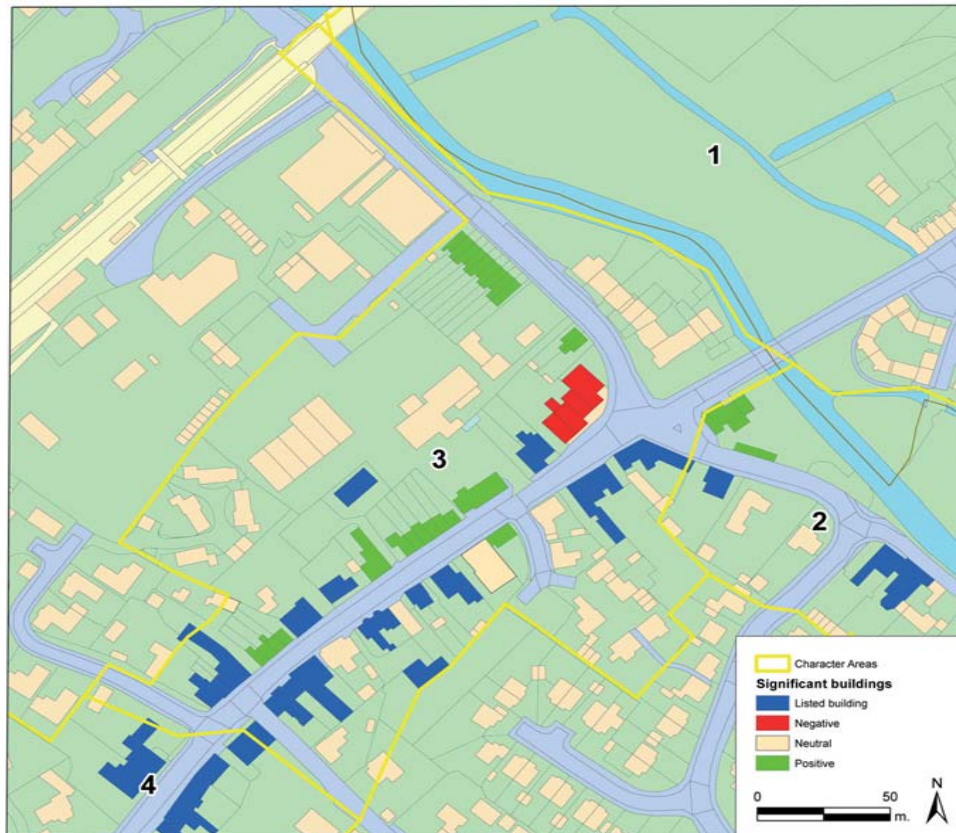 1
3
2
4
Character Areas
Significant buildings
Listed building
Negative
Neutral
Positive
N
0 50
m.